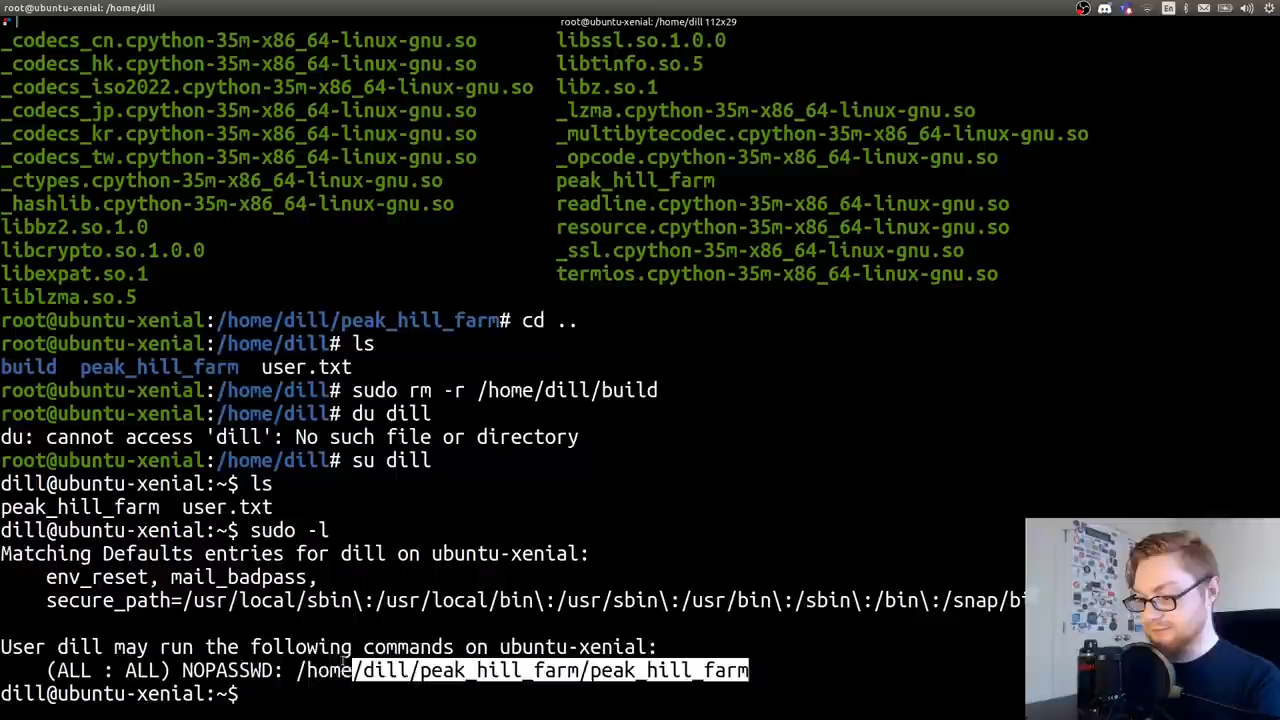 root@ubuntu-xenial: /home/dill
En
root@ubuntu-xenial: /home/dill 112x29
_codecs_cn.cpython-35m-x86_64-linux-gnu.so libssl.so.1.0.0
_codecs_hk.cpython-35m-x86_64-linux-gnu.so libtinfo.so.5
_codecs_iso2022.cpython-35m-x86_64-linux-gnu.so libz.so.1
_codecs_jp.cpython-35m-x86_64-linux-gnu.so _lzma.cpython-35m-x86_64-linux-gnu.so
_codecs_kr.cpython-35m-x86_64-linux-gnu.so _multibytecodec.cpython-35m-x86_64-linux-gnu.so
_codecs_tw.cpython-35m-x86_64-linux-gnu.so _opcode.cpython-35m-x86_64-linux-gnu.so
_ctypes.cpython-35m-x86_64-linux-gnu.so peak_hill_farm
_hashlib.cpython-35m-x86_64-linux-gnu.so readline.cpython-35m-x86_64-linux-gnu.so
libbz2.so.1.0 resource.cpython-35m-x86_64-linux-gnu.so
libcrypto.so.1.0.0 _ssl.cpython-35m-x86_64-linux-gnu.so
libexpat.so.1 termios.cpython-35m-x86_64-linux-gnu.so
liblzma.so.5
root@ubuntu-xenial:/home/dill/peak_hill_farm# cd ..
root@ubuntu-xenial:/home/dill# ls
build peak_hill_farm user.txt
root@ubuntu-xenial:/home/dill# sudo rm -r /home/dill/build
root@ubuntu-xenial:/home/dill# du dill
du: cannot access 'dill': No such file or directory
root@ubuntu-xenial:/home/dill# su dill
dill@ubuntu-xenial:~$ ls
peak_hill_farm user.txt
dill@ubuntu-xenial:~$ sudo -l
Matching Defaults entries for dill on ubuntu-xenial:
env_reset, mail_badpass,
secure_path=/usr/local/sbin\:/usr/local/bin\:/usr/sbin\:/usr/bin\:/sbin\:/bin\:/snap/bi
User dill may run the following commands on ubuntu-xenial:
(ALL : ALL) NOPASSWD: /home/dill/peak_hill_farm/peak_hill_farm
dill@ubuntu-xenial:~$